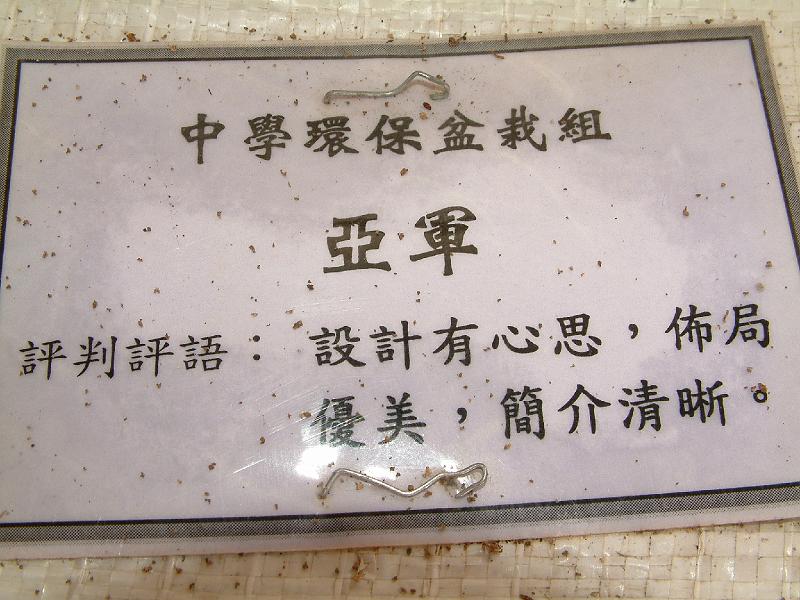 中學環保盆栽組
亞軍
評判評語： 設計有心思，佈局
優美，簡介清晰。